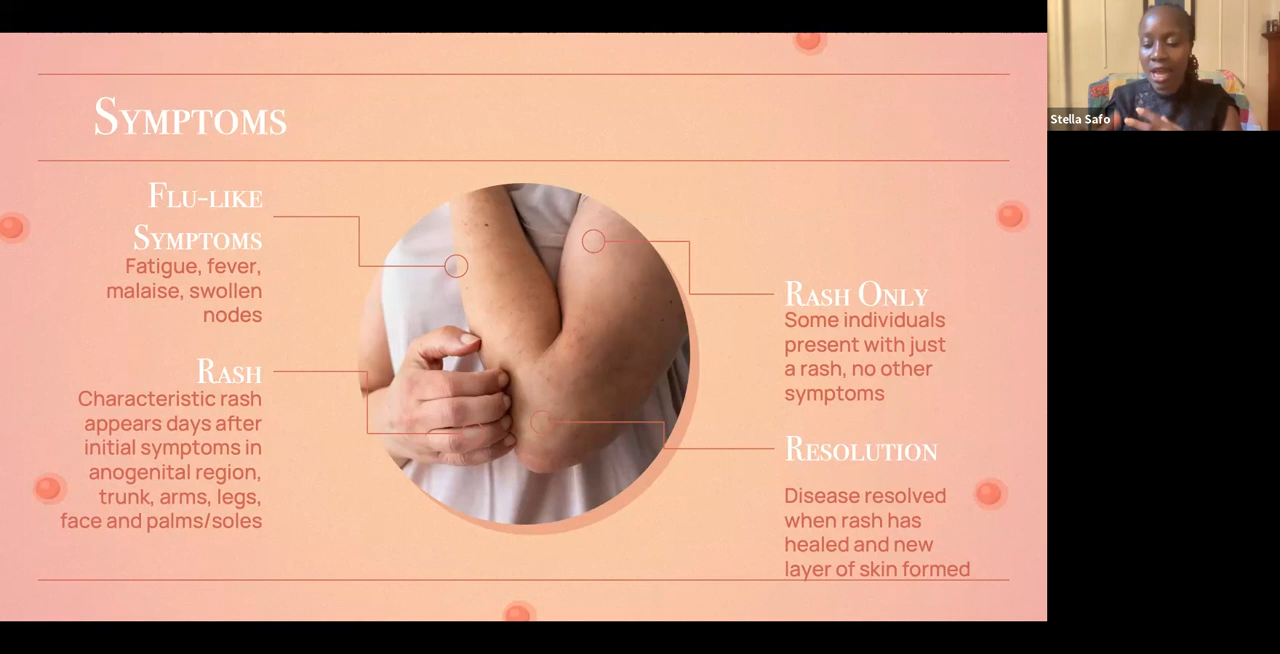 Symptoms
Flu-like
Symptoms
Fatigue, fever,
malaise, swollen
nodes
Rash
Characteristic rash
appears days after
initial symptoms in
anogenital region,
trunk, arms, legs,
face and palms/soles
Rash Only
Some individuals
present with just
a rash, no other
symptoms
Resolution
Disease resolved
when rash has
healed and new
layer of skin formed
Stella Safo